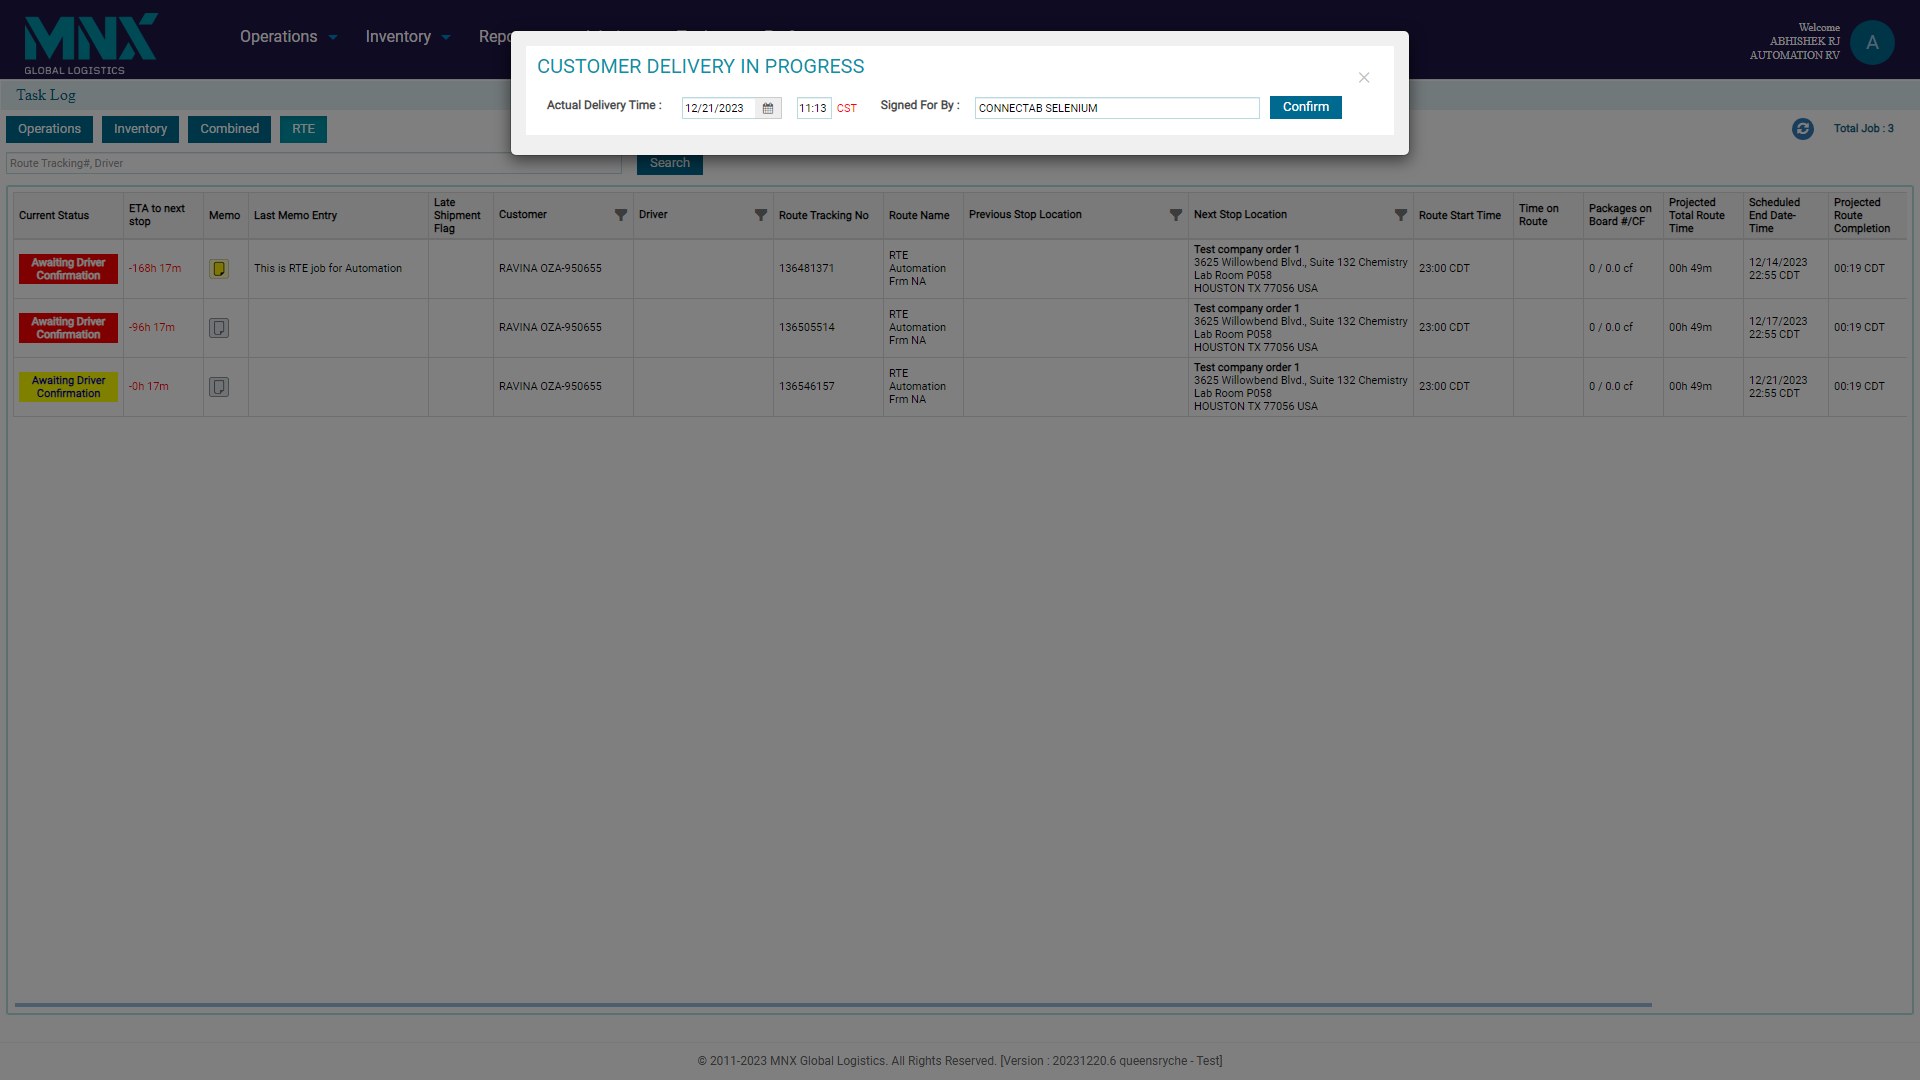 MNX
GLOBAL LOGISTICS
Operations
Inventory
Welcome
ABHISHEK RJ
AUTOMATION RV
A
CUSTOMER DELIVERY IN PROGRESS
×
Actual Delivery Time :
12/21/2023
11:13
CST
Signed For By :
CONNECTAB SELENIUM
Confirm
Task Log
Operations
Inventory
Combined
RTE
Total Job : 3
Route Tracking#, Driver
Search
Current Status
ETA to next
stop
Memo
Last Memo Entry
Late
Shipment
Flag
Customer
Driver
Route Tracking No
Route Name
Previous Stop Location
Next Stop Location
Route Start Time
Time on
Route
Packages on
Board #/CF
Projected
Total Route
Time
Scheduled
End Date-
Time
Projected
Route
Completion
Awaiting Driver
Confirmation
-168h 17m
This is RTE job for Automation
RAVINA OZA-950655
136481371
RTE
Automation
Frm NA
Test company order 1
3625 Willowbend Blvd., Suite 132 Chemistry
Lab Room P058
HOUSTON TX 77056 USA
23:00 CDT
0 / 0.0 cf
00h 49m
12/14/2023
22:55 CDT
00:19 CDT
Awaiting Driver
Confirmation
-96h 17m
RAVINA OZA-950655
136505514
RTE
Automation
Frm NA
Test company order 1
3625 Willowbend Blvd., Suite 132 Chemistry
Lab Room P058
HOUSTON TX 77056 USA
23:00 CDT
0 / 0.0 cf
00h 49m
12/17/2023
22:55 CDT
00:19 CDT
Awaiting Driver
Confirmation
-0h 17m
RAVINA OZA-950655
136546157
RTE
Automation
Frm NA
Test company order 1
3625 Willowbend Blvd., Suite 132 Chemistry
Lab Room P058
HOUSTON TX 77056 USA
23:00 CDT
0 / 0.0 cf
00h 49m
12/21/2023
22:55 CDT
00:19 CDT
© 2011-2023 MNX Global Logistics. All Rights Reserved. [Version : 20231220.6 queensryche - Test]